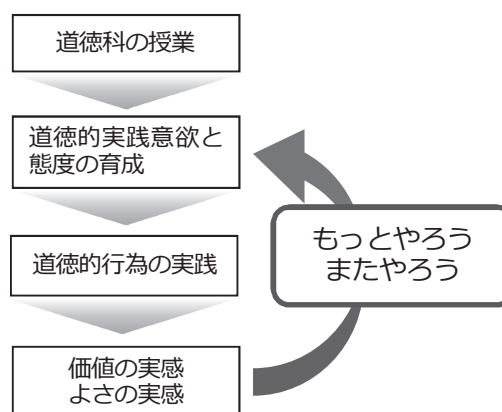 道徳科の授業
道徳的実践意欲と
態度の育成
道徳的行為の実践
もっとやろう
またやろう
価値の実感
よさの実感